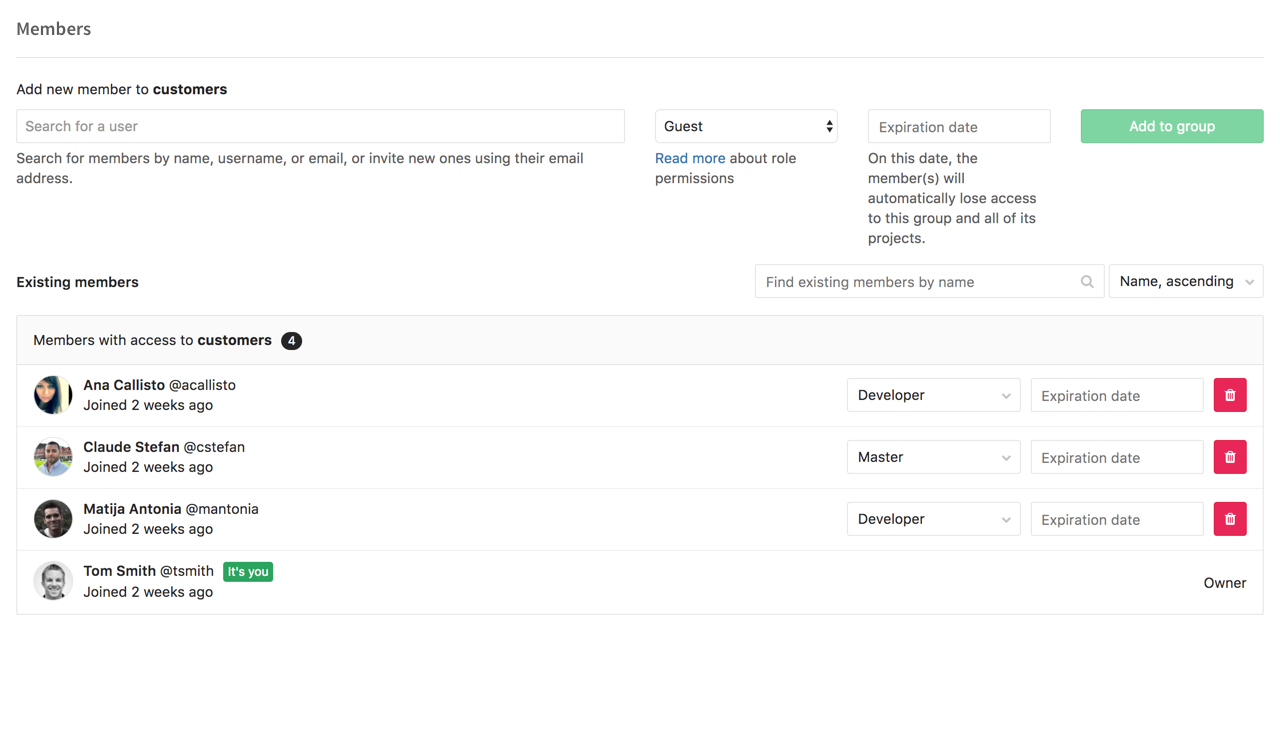 Members
Add new member to customers
Search for a user
Guest
Expiration date
Add to group
Search for members by name, username, or email, or invite new ones using their email
address.
Read more about role
permissions
On this date, the
member(s) will
automatically lose access
to this group and all of its
projects.
Existing members
Find existing members by name
Name, ascending
Members with access to customers 4
Ana Callisto @acallisto
Joined 2 weeks ago
Developer
Expiration date
Claude Stefan @cstefan
Joined 2 weeks ago
Master
Expiration date
Matija Antonia @mantonia
Joined 2 weeks ago
Developer
Expiration date
Tom Smith @tsmith It's you
Joined 2 weeks ago
Owner